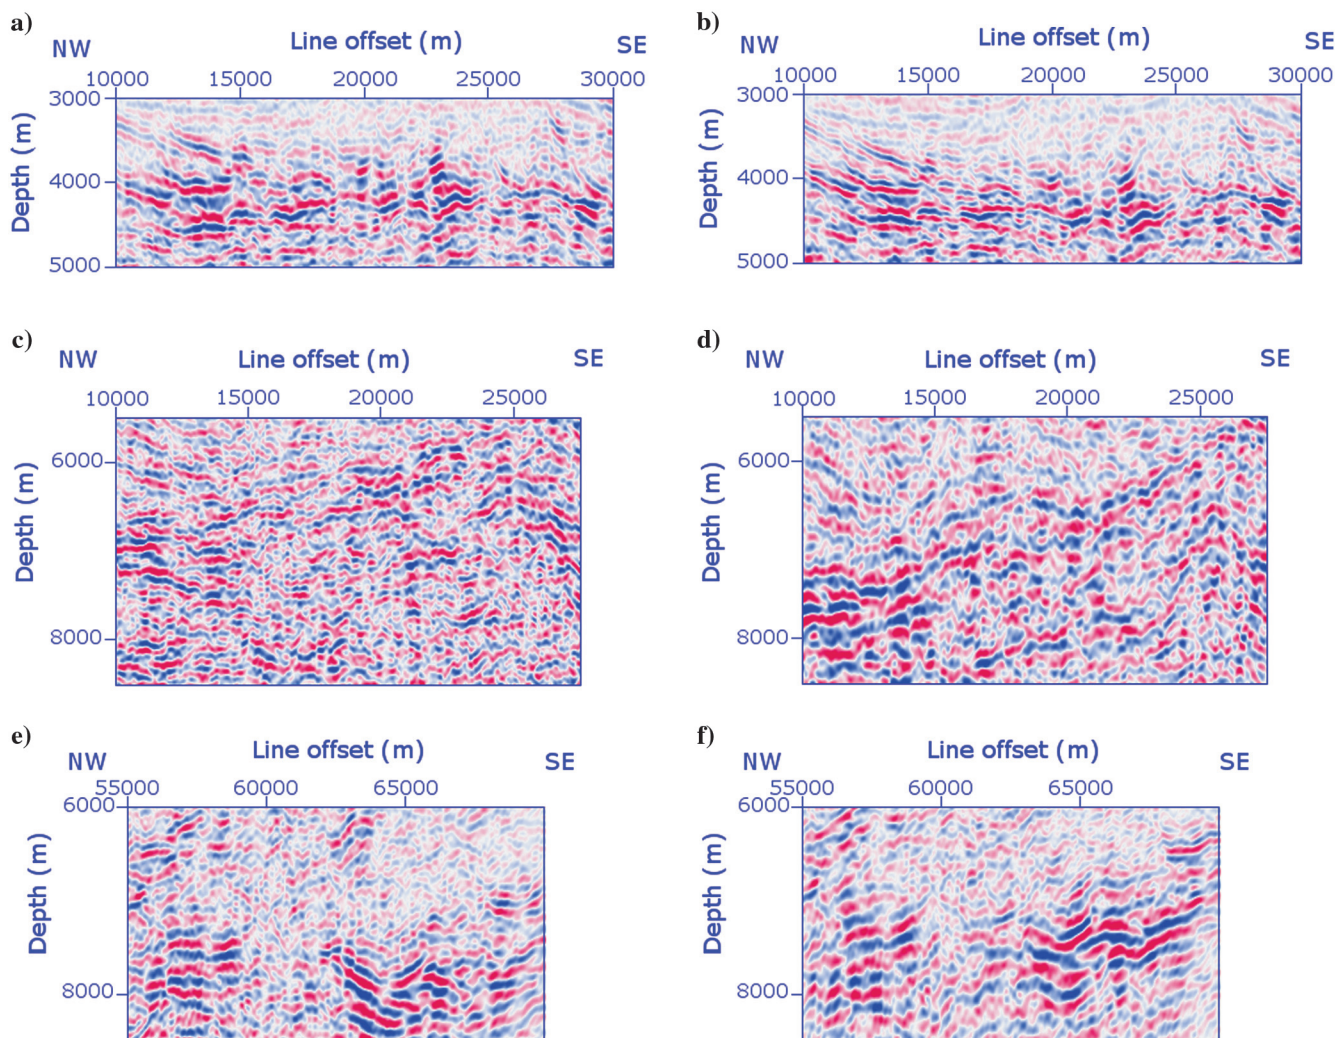 a)
NW Line offset (m) SE
10000 15000 20000 25000 30000
3000
4000
5000
Depth (m)
b)
NW Line offset (m) SE
10000 15000 20000 25000 30000
3000
4000
5000
Depth (m)
c)
NW Line offset (m) SE
10000 15000 20000 25000
6000
8000
Depth (m)
d)
NW Line offset (m) SE
10000 15000 20000 25000
6000
8000
Depth (m)
e)
NW Line offset (m) SE
55000 60000 65000
6000
7000
8000
Depth (m)
f)
NW Line offset (m) SE
55000 60000 65000
6000
7000
8000
Depth (m)